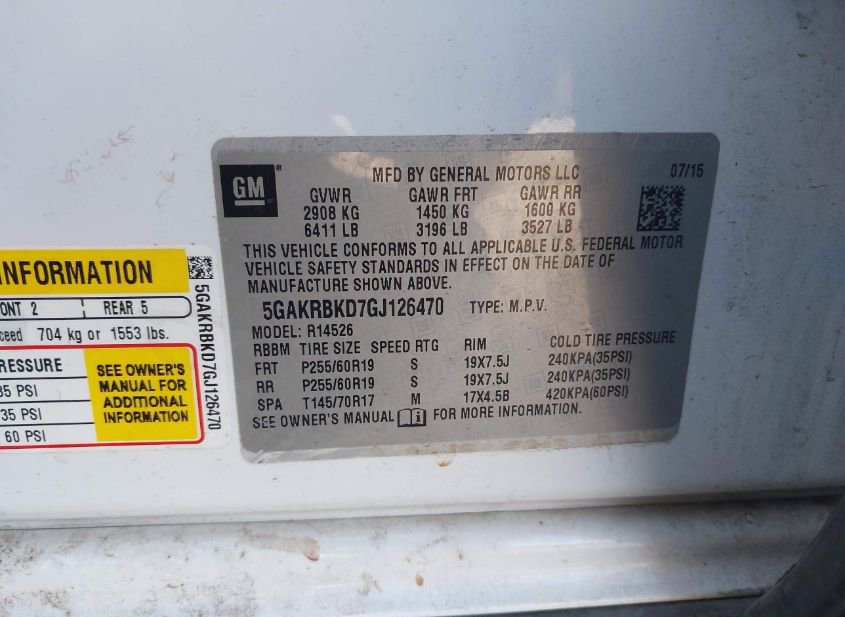 GM
MFD BY GENERAL MOTORS LLC 07/15
GVWR GAWR FRT GAWR RR
2908 KG 1450 KG 1600 KG
6411 LB 3196 LB 3527 LB
THIS VEHICLE CONFORMS TO ALL APPLICABLE U.S. FEDERAL MOTOR
VEHICLE SAFETY STANDARDS IN EFFECT ON THE DATE OF
MANUFACTURE SHOWN ABOVE.
5GAKRBKD7GJ126470 TYPE: M.P.V.
MODEL: R14526
RBBM TIRE SIZE SPEED RTG RIM COLD TIRE PRESSURE
FRT P255/60R19 S 19X7.5J 240KPA(35PSI)
RR P255/60R19 S 19X7.5J 240KPA(35PSI)
SPA T145/70R17 M 17X4.5B 420KPA(60PSI)
SEE OWNER'S MANUAL FOR MORE INFORMATION.
INFORMATION
ONT 2 REAR 5
ceed 704 kg or 1553 lbs.
RESSURE
35 PSI
35 PSI
60 PSI
SEE OWNER'S
MANUAL FOR
ADDITIONAL
INFORMATION
5GAKRBKD7GJ126470